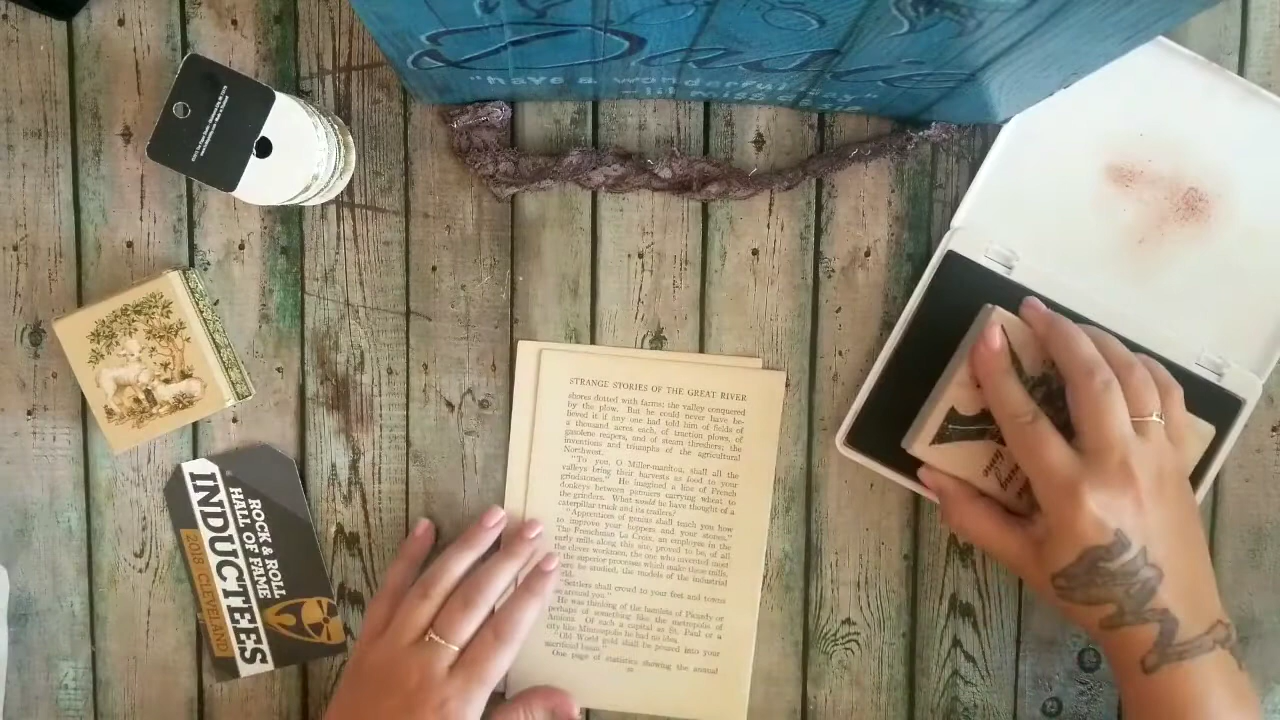 "have a wonderful day"
STRANGE STORIES OF THE GREAT RIVER
shores dotted with farms; the valley conquered
by the plow. But he could never have be-
lieved it if any one had told him of fields of
a thousand acres each, of traction plows, of
gasolene reapers, and of steam threshers; the
inventions and triumphs of the agricultural
Northwest.
"To you, O Miller-manitou, shall all the
valleys bring their harvests as food to your
grindstones." He imagined a line of French
donkeys between panniers carrying wheat to
the grinders. What would he have thought of a
caterpillar truck and its trailers?
"Apprentices of genius shall teach you how
to improve your hoppers and your stones."
The Frenchman La Croix, an employee in the
early mills along this site, proved to be, of all
the clever workmen, the one who invented most
of the superior processes which make these mills,
here he studied, the models of the industrial
"Settlers shall crowd to your feet and towns
around you."
He was thinking of the hamlets of Picardy or
perhaps of something like the metropolis of
Amiens. Of such a capital as St. Paul or a
city like Minneapolis he had no idea.
"Old World gold shall be poured into your
sacrificial basin."
One page of statistics showing the annual
ROCK & ROLL
HALL OF FAME
INDUCTEES
2018 CLEVELAND